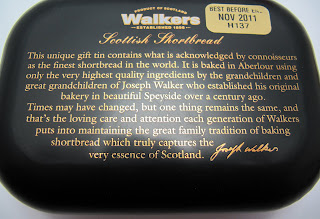 PRODUCT OF SCOTLAND
Walkers
Scottish Shortbread
BEST BEFORE END
NOV 2011
H137
This unique gift tin contains what is acknowledged by connoisseurs
as the finest shortbread in the world. It is baked in Aberlour using
only the very highest quality ingredients by the grandchildren and
great grandchildren of Joseph Walker who established his original
bakery in beautiful Speyside over a century ago.
Times may have changed, but one thing remains the same, and
that's the loving care and attention each generation of Walkers
puts into maintaining the great family tradition of baking
shortbread which truly captures the
very essence of Scotland. Joseph Walker